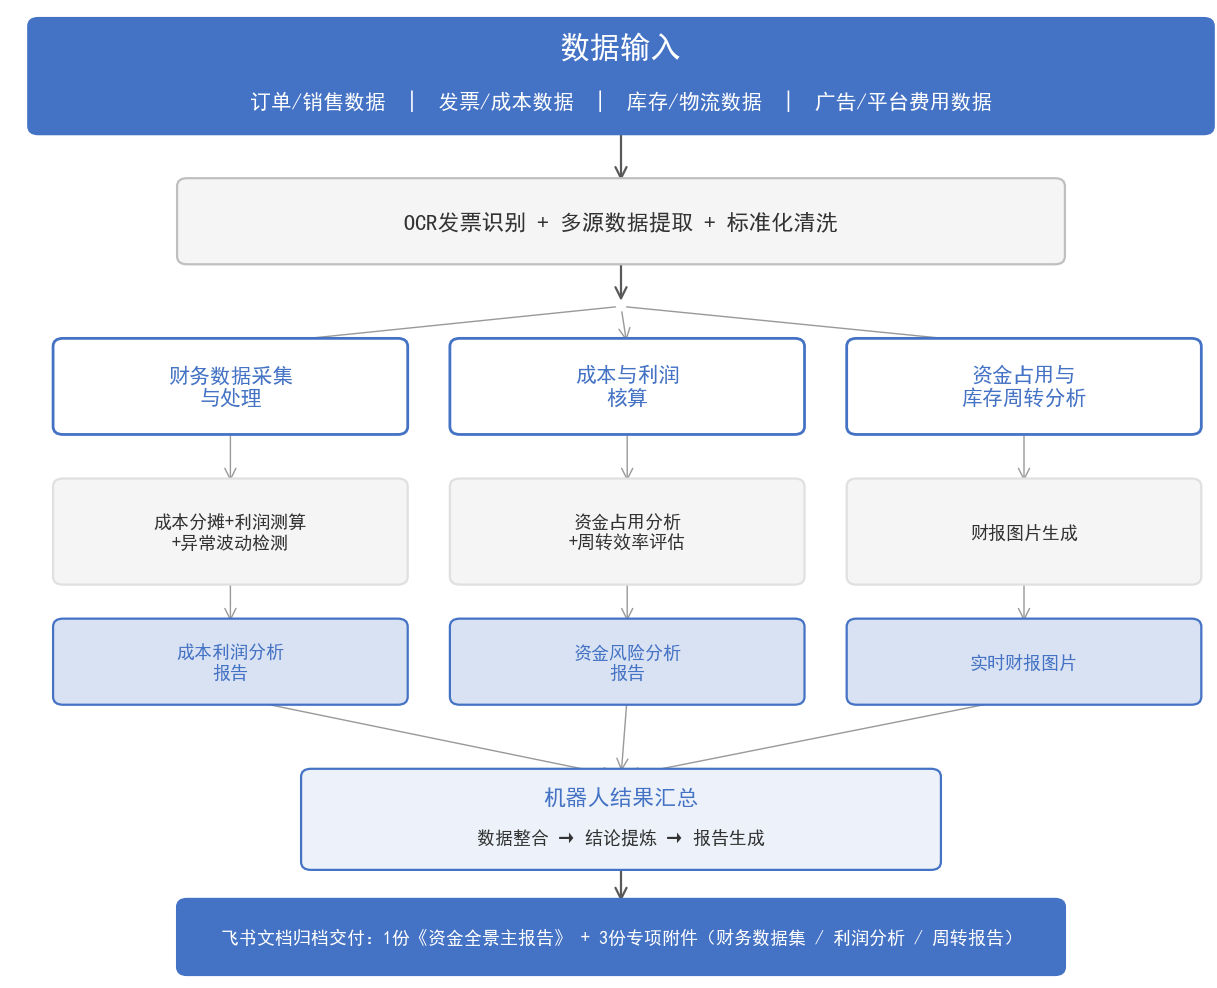 数据输入
订单/销售数据 | 发票/成本数据 | 库存/物流数据 | 广告/平台费用数据
OCR发票识别 + 多源数据提取 + 标准化清洗
财务数据采集
与处理
成本与利润
核算
资金占用与
库存周转分析
成本分摊+利润测算
+异常波动检测
资金占用分析
+周转效率评估
财报图片生成
成本利润分析
报告
资金风险分析
报告
实时财报图片
机器人结果汇总
数据整合 → 结论提炼 → 报告生成
飞书文档归档交付：1份《资金全景主报告》 + 3份专项附件（财务数据集 / 利润分析 / 周转报告）